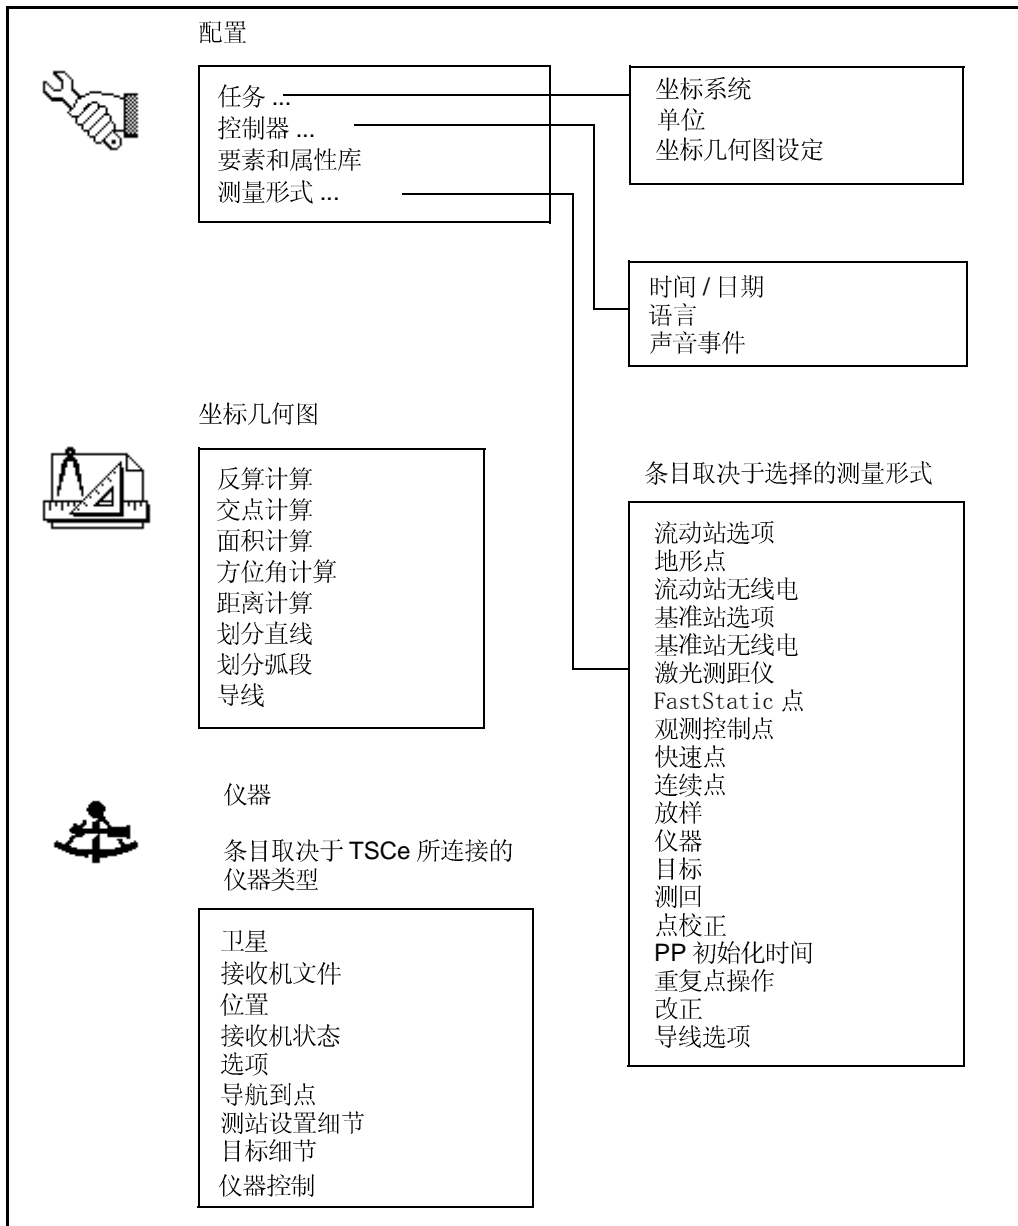 配置
任务 ...
控制器 ...
要素和属性库
测量形式 ...
坐标系统
单位
坐标几何图设定
时间 / 日期
语言
声音事件
坐标几何图
反算计算
交点计算
面积计算
方位角计算
距离计算
划分直线
划分弧段
导线
条目取决于选择的测量形式
流动站选项
地形点
流动站无线电
基准站选项
基准站无线电
激光测距仪
FastStatic 点
观测控制点
快速点
连续点
放样
仪器
目标
测回
点校正
PP 初始化时间
重复点操作
改正
导线选项
仪器
条目取决于 TSCe 所连接的
仪器类型
卫星
接收机文件
位置
接收机状态
选项
导航到点
测站设置细节
目标细节
仪器控制